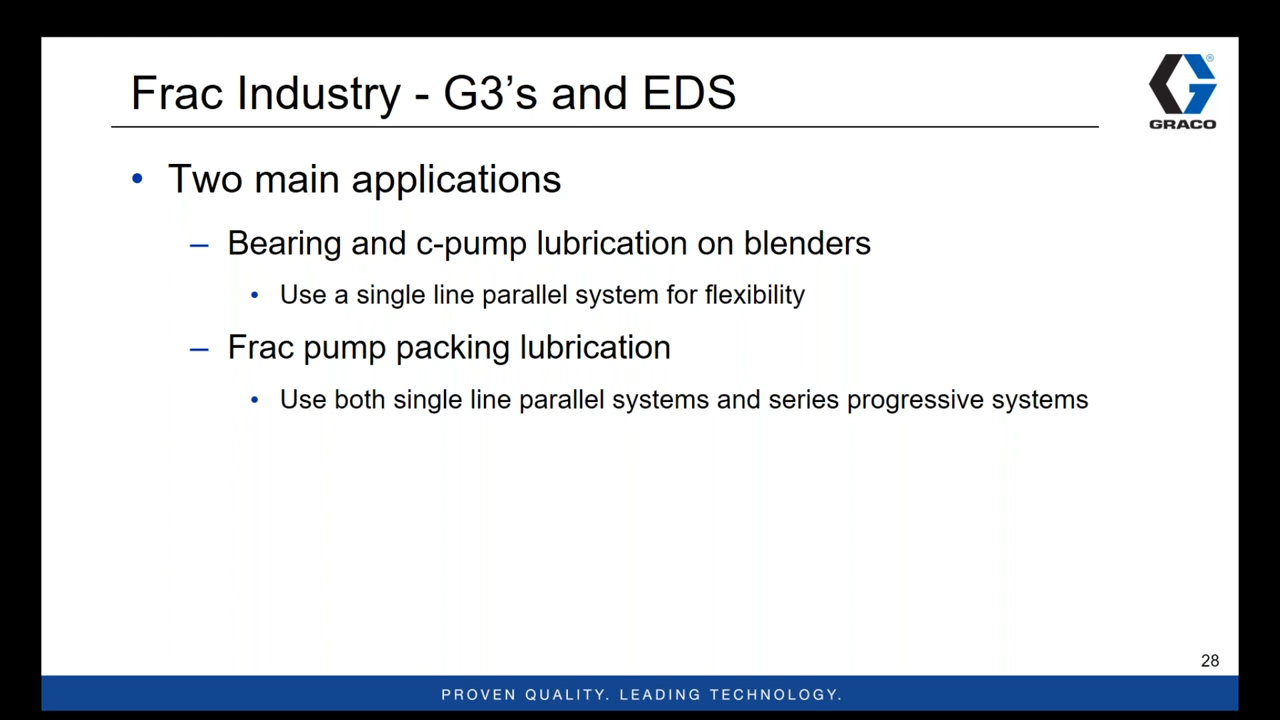 Frac Industry - G3’s and EDS
®
GRACO
• Two main applications
– Bearing and c-pump lubrication on blenders
• Use a single line parallel system for flexibility
– Frac pump packing lubrication
• Use both single line parallel systems and series progressive systems
28
PROVEN QUALITY. LEADING TECHNOLOGY.